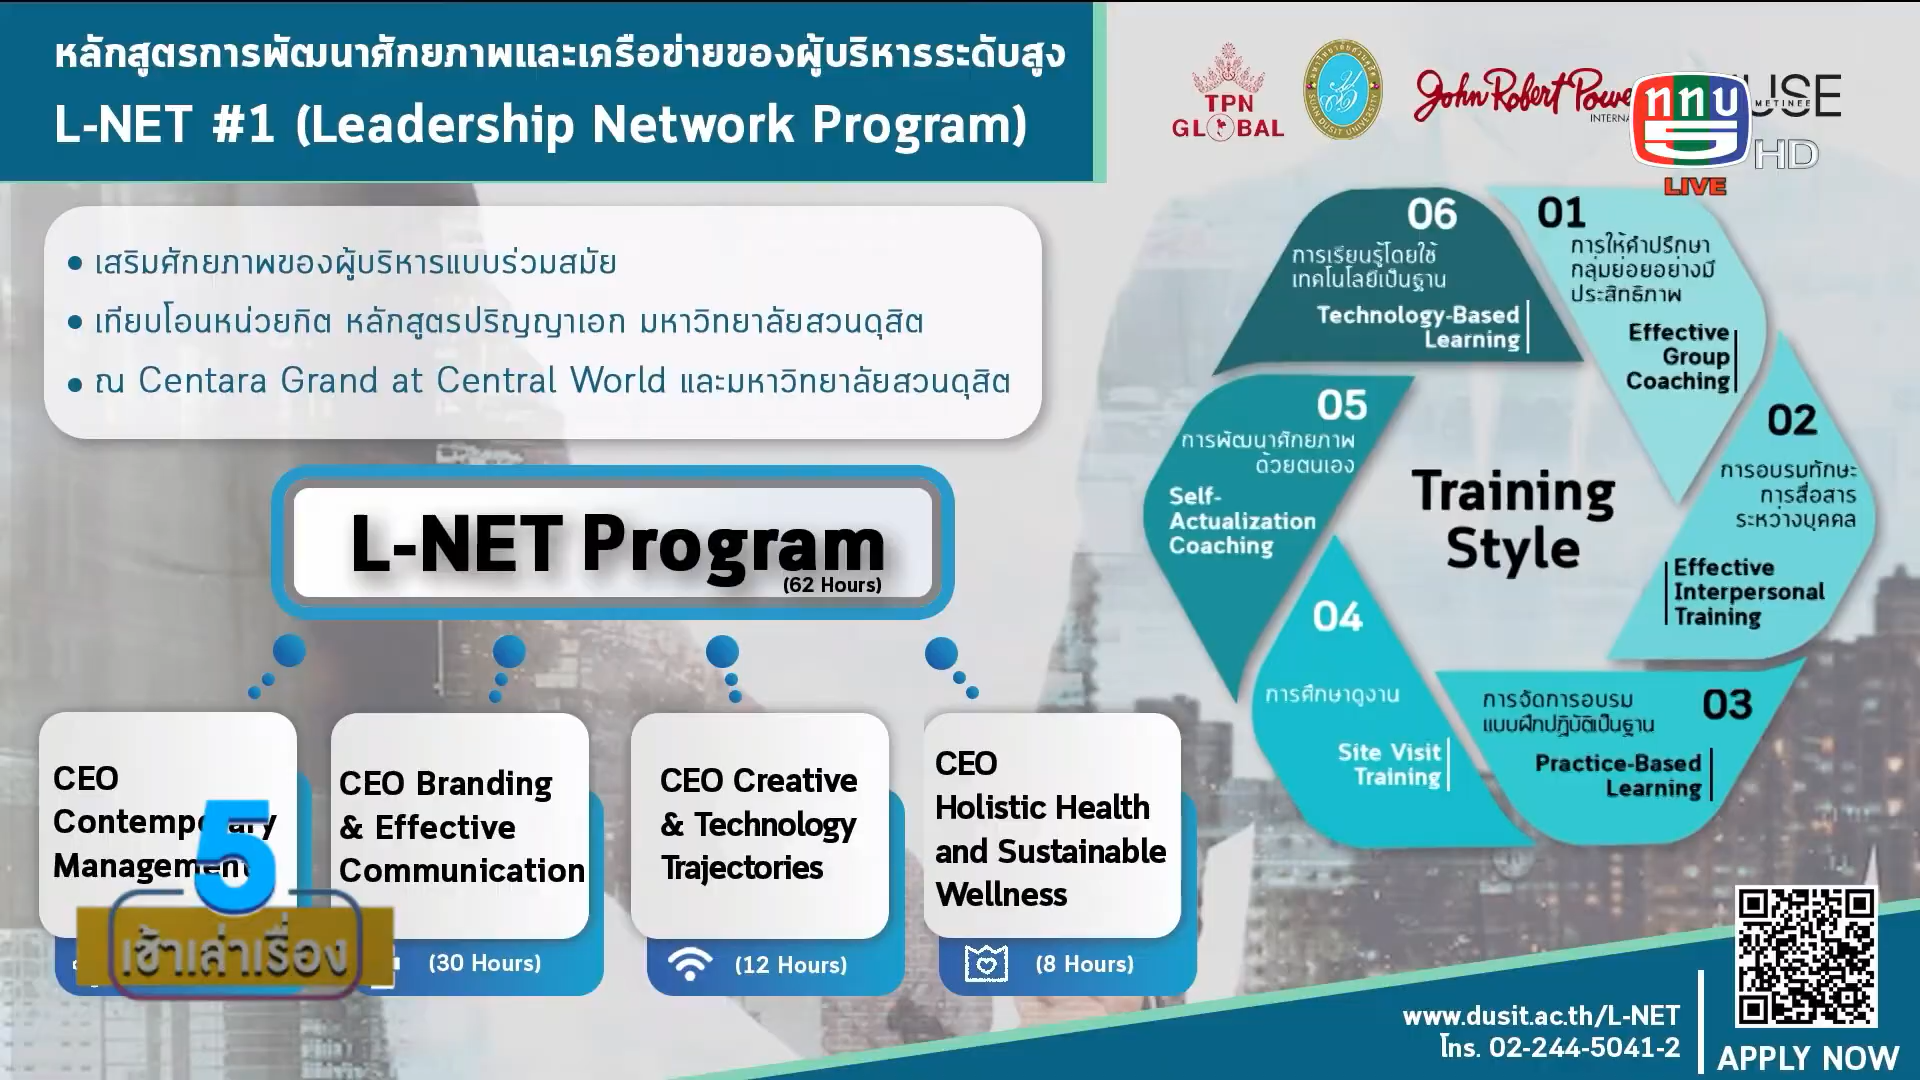 หลักสูตรการพัฒนาศักยภาพและเครือข่ายของผู้บริหารระดับสูง
L-NET #1 (Leadership Network Program)
TPN
GLOBAL
SUAN DUSIT UNIVERSITY
John Robert Powe
INTERNA
ททบ
5
HD
LIVE
USE
METINEE
• เสริมศักยภาพของผู้บริหารแบบร่วมสมัย
• เทียบโอนหน่วยกิต หลักสูตรปริญญาเอก มหาวิทยาลัยสวนดุสิต
• ณ Centara Grand at Central World และมหาวิทยาลัยสวนดุสิต
L-NET Program
(62 Hours)
CEO
Contemporary
Management
CEO Branding
& Effective
Communication
(30 Hours)
CEO Creative
& Technology
Trajectories
(12 Hours)
CEO
Holistic Health
and Sustainable
Wellness
(8 Hours)
5
เช้าเล่าเรื่อง
Training
Style
01
การให้คำปรึกษา
กลุ่มย่อยอย่างมี
ประสิทธิภาพ
Effective
Group
Coaching
02
การอบรมทักษะ
การสื่อสาร
ระหว่างบุคคล
Effective
Interpersonal
Training
03
การจัดการอบรม
แบบฝึกปฏิบัติเป็นฐาน
Practice-Based
Learning
04
การศึกษาดูงาน
Site Visit
Training
05
การพัฒนาศักยภาพ
ด้วยตนเอง
Self-
Actualization
Coaching
06
การเรียนรู้โดยใช้
เทคโนโลยีเป็นฐาน
Technology-Based
Learning
www.dusit.ac.th/L-NET
โทร. 02-244-5041-2
APPLY NOW